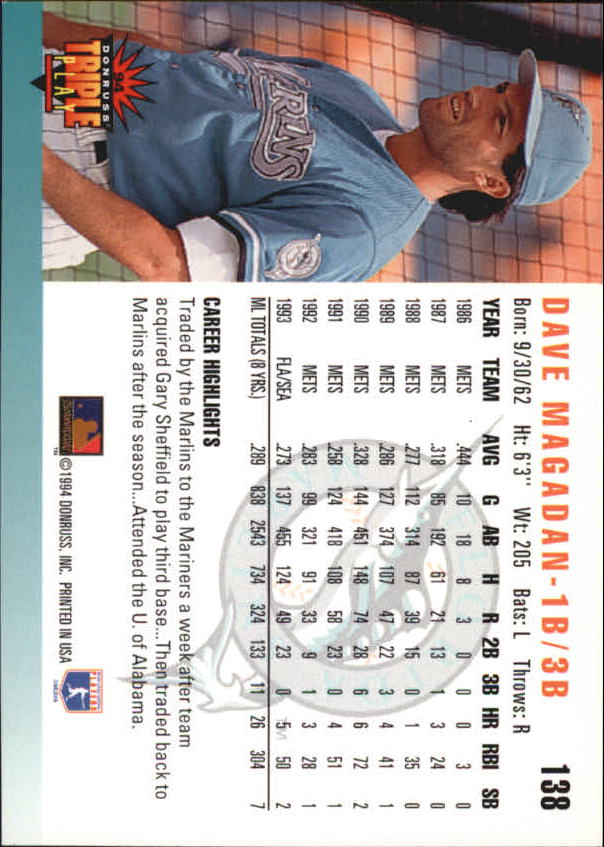 DAVE MAGADAN-1B/3B 138
Born: 9/30/62 Ht: 6'3'' Wt: 205 Bats: L Throws: R
YEAR TEAM AVG G AB H R 2B 3B HR RBI SB
1986 METS .444 10 18 8 3 0 0 0 3 0
1987 METS .318 85 192 61 21 13 1 3 24 0
1988 METS .277 112 314 87 39 15 0 1 35 0
1989 METS .286 127 374 107 47 22 3 4 41 1
1990 METS .328 144 451 148 74 28 6 6 72 2
1991 METS .258 124 418 108 58 23 0 4 51 1
1992 METS .283 99 321 91 33 9 1 3 28 1
1993 FLA/SEA .273 137 455 124 49 23 0 5 50 2
ML TOTALS (8 YRS.) .289 838 2543 734 324 133 11 26 304 7
CAREER HIGHLIGHTS
Traded by the Marlins to the Mariners a week after team
acquired Gary Sheffield to play third base...Then traded back to
Marlins after the season...Attended the U. of Alabama.
©1994 DONRUSS, INC. PRINTED IN USA
PLAYERS
94
DONRUSS
TRIPLE
PLAY